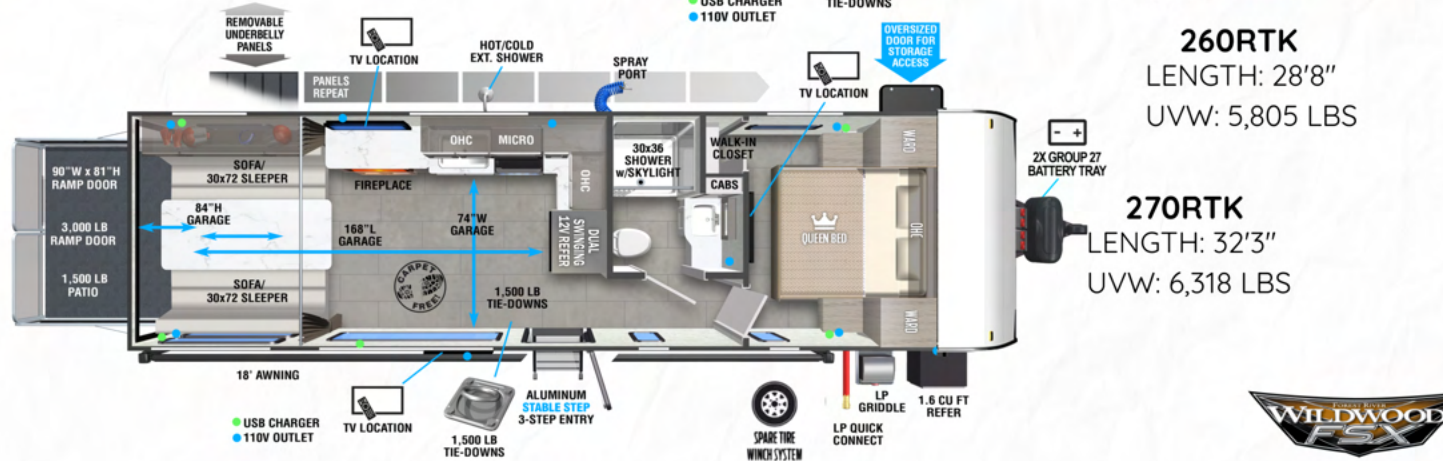 USB CHARGER
110V OUTLET
TIE-DOWNS
REMOVABLE
UNDERBELLY
PANELS
TV LOCATION
HOT/COLD
EXT. SHOWER
SPRAY
PORT
TV LOCATION
OVERSIZED
DOOR FOR
STORAGE
ACCESS
PANELS
REPEAT
260RTK
LENGTH: 28'8"
UVW: 5,805 LBS
2X GROUP 27
BATTERY TRAY
270RTK
LENGTH: 32'3"
UVW: 6,318 LBS
90"W x 81"H
RAMP DOOR
3,000 LB
RAMP DOOR
1,500 LB
PATIO
SOFA/
30x72 SLEEPER
84"H
GARAGE
SOFA/
30x72 SLEEPER
FIREPLACE
168"L
GARAGE
74"W
GARAGE
CARPET
FREE!
OHC
MICRO
OHC
DUAL
SWINGING
12V REFER
1,500 LB
TIE-DOWNS
30x36
SHOWER
w/SKYLIGHT
WALK-IN
CLOSET
CABS
QUEEN BED
WARD
OHC
WARD
18' AWNING
USB CHARGER
110V OUTLET
TV LOCATION
1,500 LB
TIE-DOWNS
ALUMINUM
STABLE STEP
3-STEP ENTRY
SPARE TIRE
WINCH SYSTEM
LP QUICK
CONNECT
LP
GRIDDLE
1.6 CU FT
REFER
FOREST RIVER
WILDWOOD
FSX